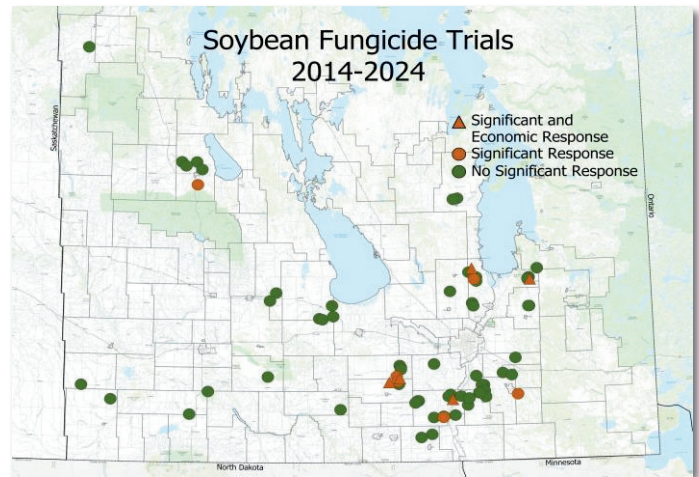 Soybean Fungicide Trials
2014-2024
Significant and
Economic Response
Significant Response
No Significant Response
Saskatchewan
Ontario
North Dakota
Minnesota